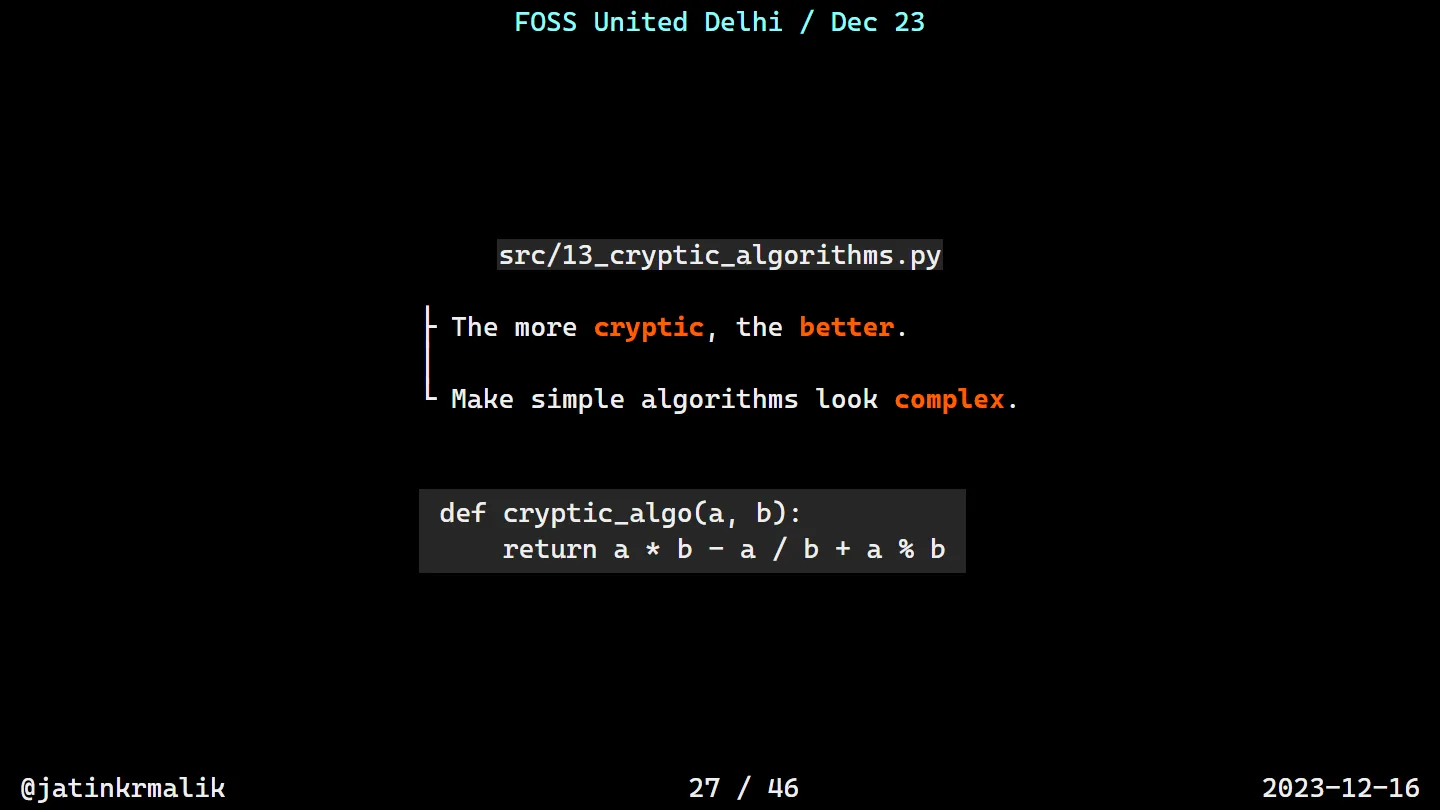 FOSS United Delhi / Dec 23
src/13_cryptic_algorithms.py
├ The more cryptic, the better.
│
└ Make simple algorithms look complex.
def cryptic_algo(a, b):
    return a * b - a / b + a % b
@jatinkrmalik
27 / 46
2023-12-16